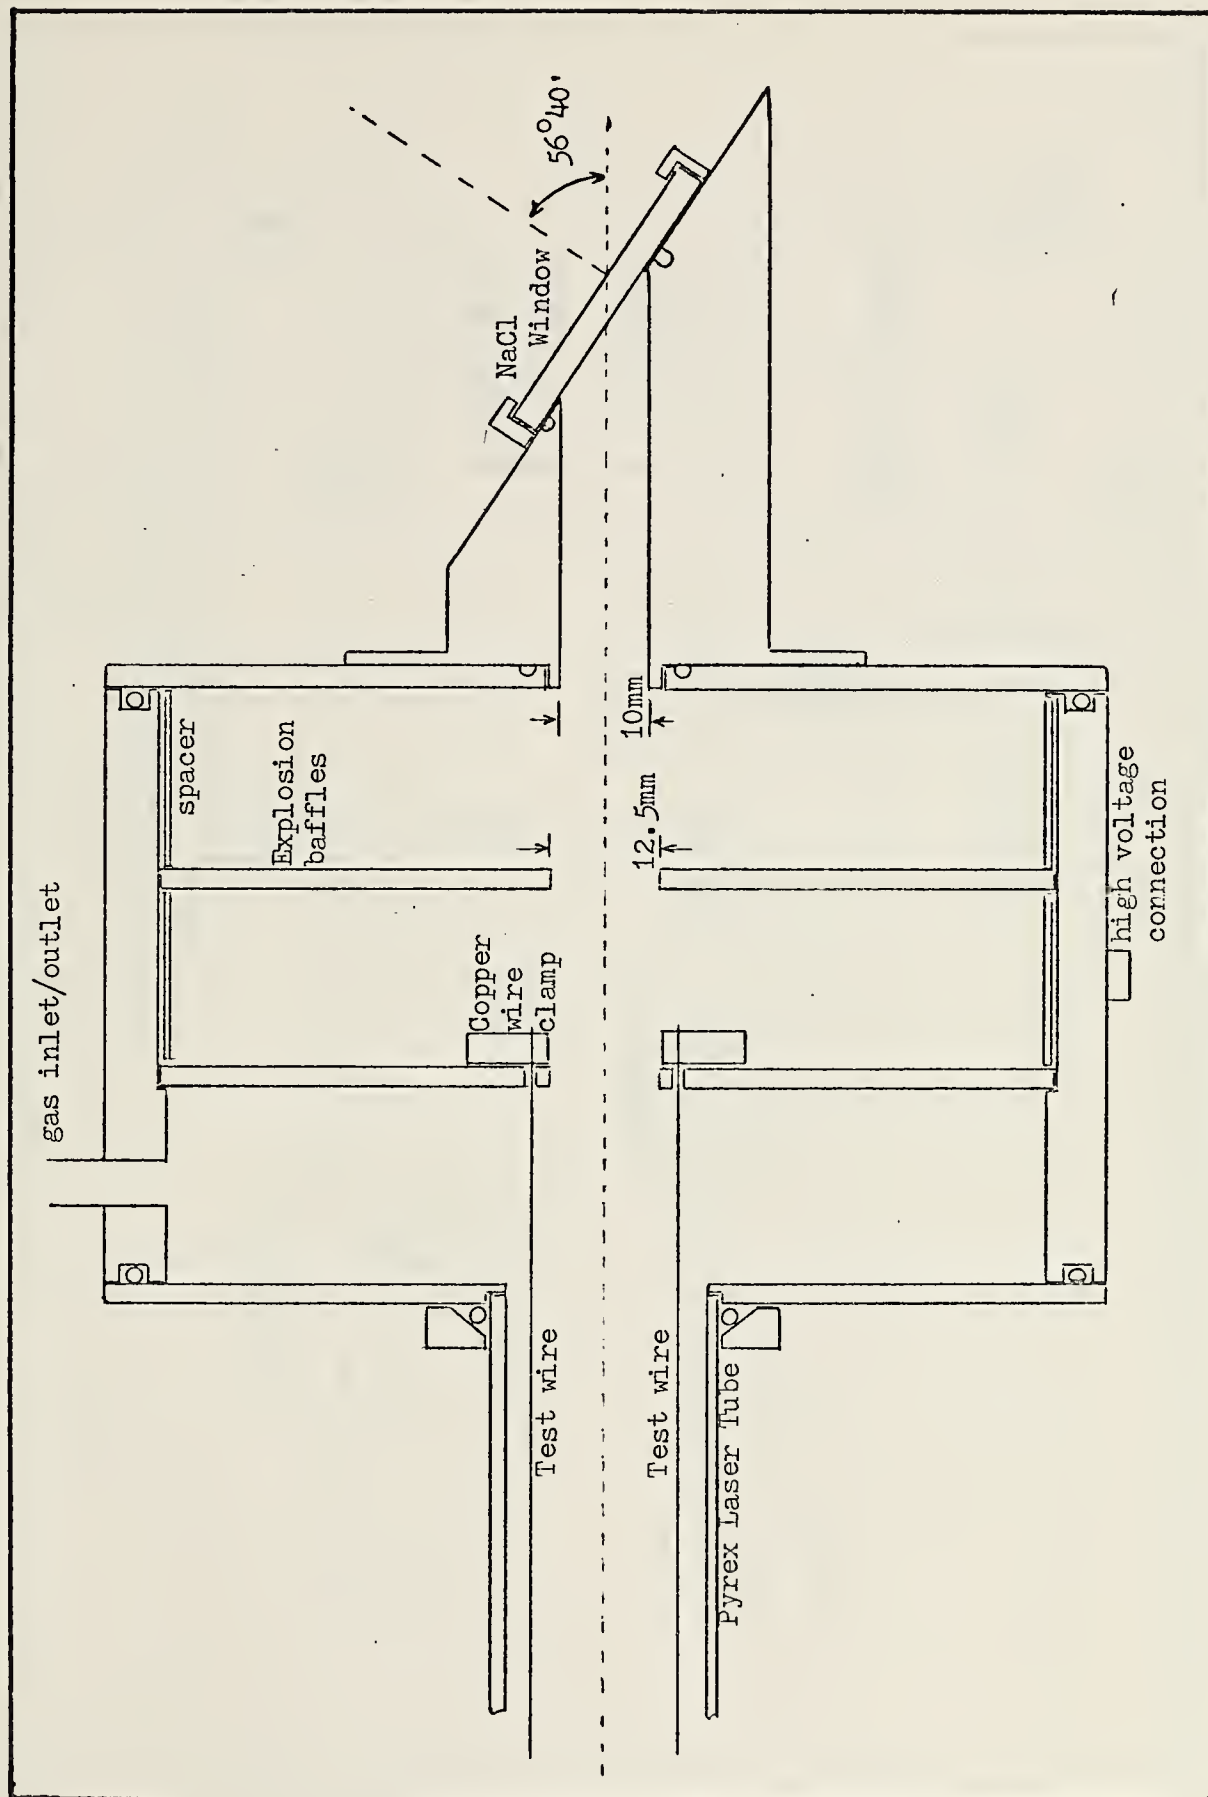 gas inlet/outlet
spacer
Explosion
baffles
Copper
wire
clamp
NaCl
Window
56°40'
10mm
12.5mm
Test wire
Test wire
Pyrex Laser Tube
high voltage
connection